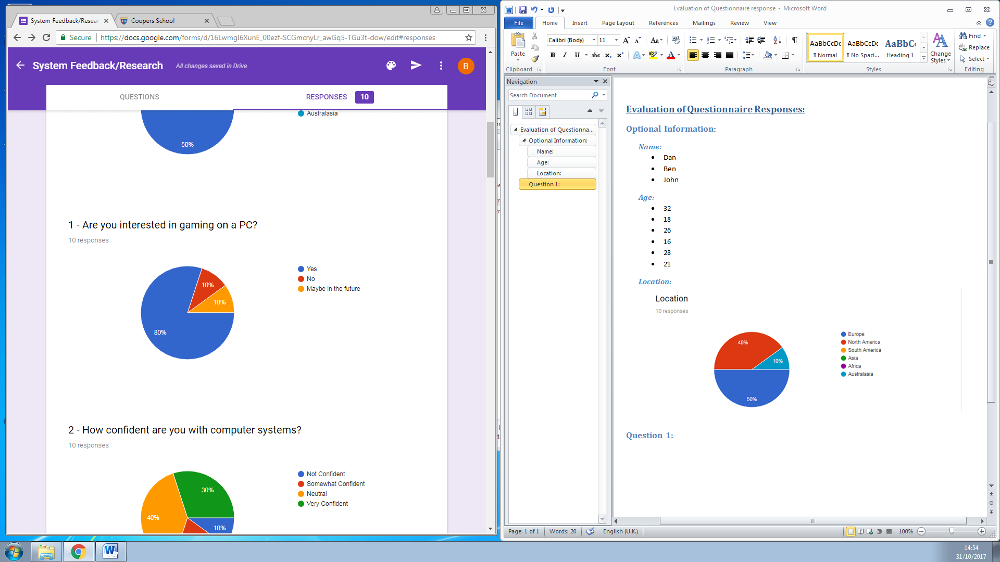 System Feedback/Resear
Coopers School
Secure
https://docs.google.com/forms/d/16LwmgI6XunE_00ezf-SCGmcnyLr_awGq5-TGu3t-dow/edit#responses
System Feedback/Research
All changes saved in Drive
B
QUESTIONS
RESPONSES 10
Australasia
50%
1 - Are you interested in gaming on a PC?
10 responses
Yes
No
Maybe in the future
10%
10%
80%
2 - How confident are you with computer systems?
10 responses
Not Confident
Somewhat Confident
Neutral
Very Confident
30%
40%
10%
Evaluation of Questionnaire response - Microsoft Word
File Home Insert Page Layout References Mailings Review View
Paste
Clipboard
Calibri (Body) 11
Font
Paragraph
AaBbCcDc AaBbCcDc AaBbC
¶ Normal ¶ No Spaci... Heading 1
Change Styles
Styles
Find
Replace
Select
Editing
Navigation
Search Document
Evaluation of Questionna...
Optional Information:
Name:
Age:
Location:
Question 1:
Evaluation of Questionnaire Responses:
Optional Information:
Name:
• Dan
• Ben
• John
Age:
• 32
• 18
• 26
• 16
• 28
• 21
Location:
Location
10 responses
40%
10%
50%
Europe
North America
South America
Asia
Africa
Australasia
Question 1:
Page: 1 of 1 Words: 20 English (U.K.) 100%
14:54
31/10/2017